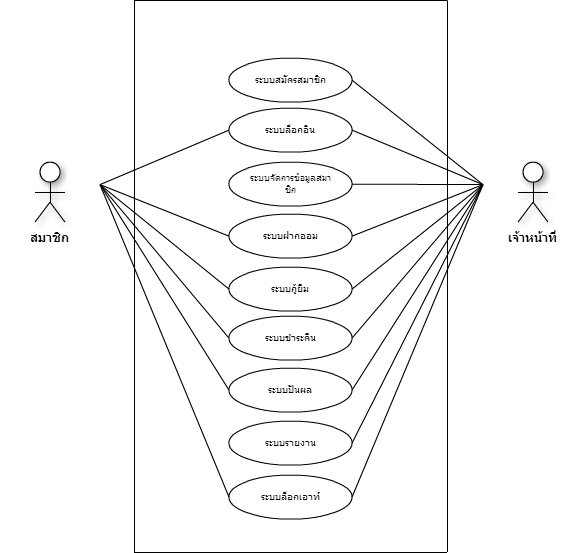 ระบบสมัครสมาชิก
ระบบล็อกอิน
ระบบจัดการข้อมูลสมา
ชิก
ระบบฝากออม
ระบบกู้ยืม
ระบบชำระคืน
ระบบปันผล
ระบบรายงาน
ระบบล็อกเอาท์
สมาชิก
เจ้าหน้าที่